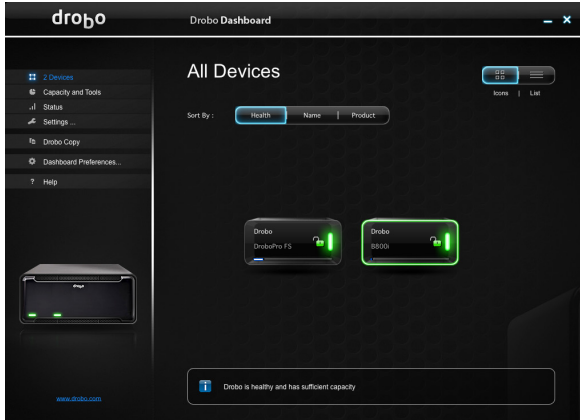 drobo
Drobo Dashboard
All Devices
2 Devices
Capacity and Tools
Status
Settings ...
Drobo Copy
Dashboard Preferences...
? Help
Icons | List
Sort By :
Health Name | Product
Drobo
DroboPro FS
Drobo
B800i
drobo
www.drobo.com
i Drobo is healthy and has sufficient capacity